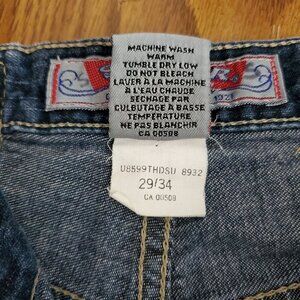 MACHINE WASH
WARM
TUMBLE DRY LOW
DO NOT BLEACH
LAVER À LA MACHINE
À L'EAU CHAUDE
SECHAGE PAR
CULBUTAGE À BASSE
TEMPERATURE
NE PAS BLANCHIR
CA 00508
U8599THDSU 8932
29/34
CA 00508